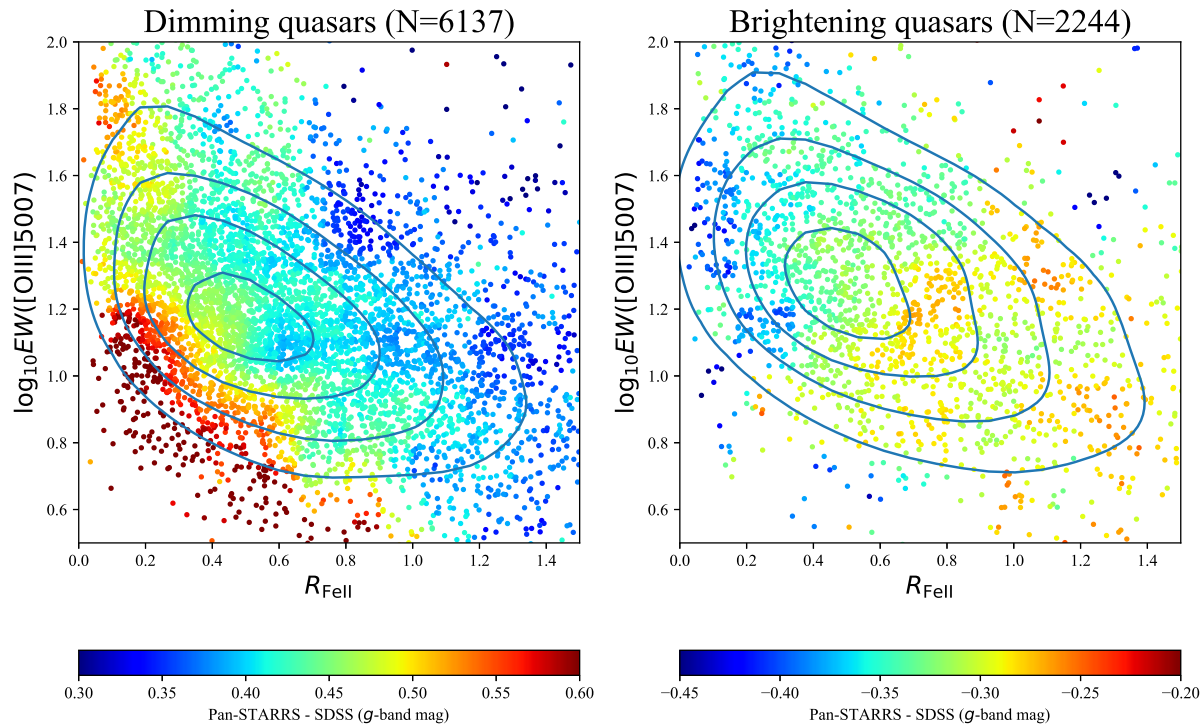 Dimming quasars (N=6137)
2.0
1.8
1.6
1.4
1.2
1.0
0.8
0.6
log₁₀EW([OIII]5007)
0.0 0.2 0.4 0.6 0.8 1.0 1.2 1.4
R_FeII
0.30 0.35 0.40 0.45 0.50 0.55 0.60
Pan-STARRS - SDSS (g-band mag)
Brightening quasars (N=2244)
2.0
1.8
1.6
1.4
1.2
1.0
0.8
0.6
log₁₀EW([OIII]5007)
0.0 0.2 0.4 0.6 0.8 1.0 1.2 1.4
R_FeII
−0.45 −0.40 −0.35 −0.30 −0.25 −0.20
Pan-STARRS - SDSS (g-band mag)